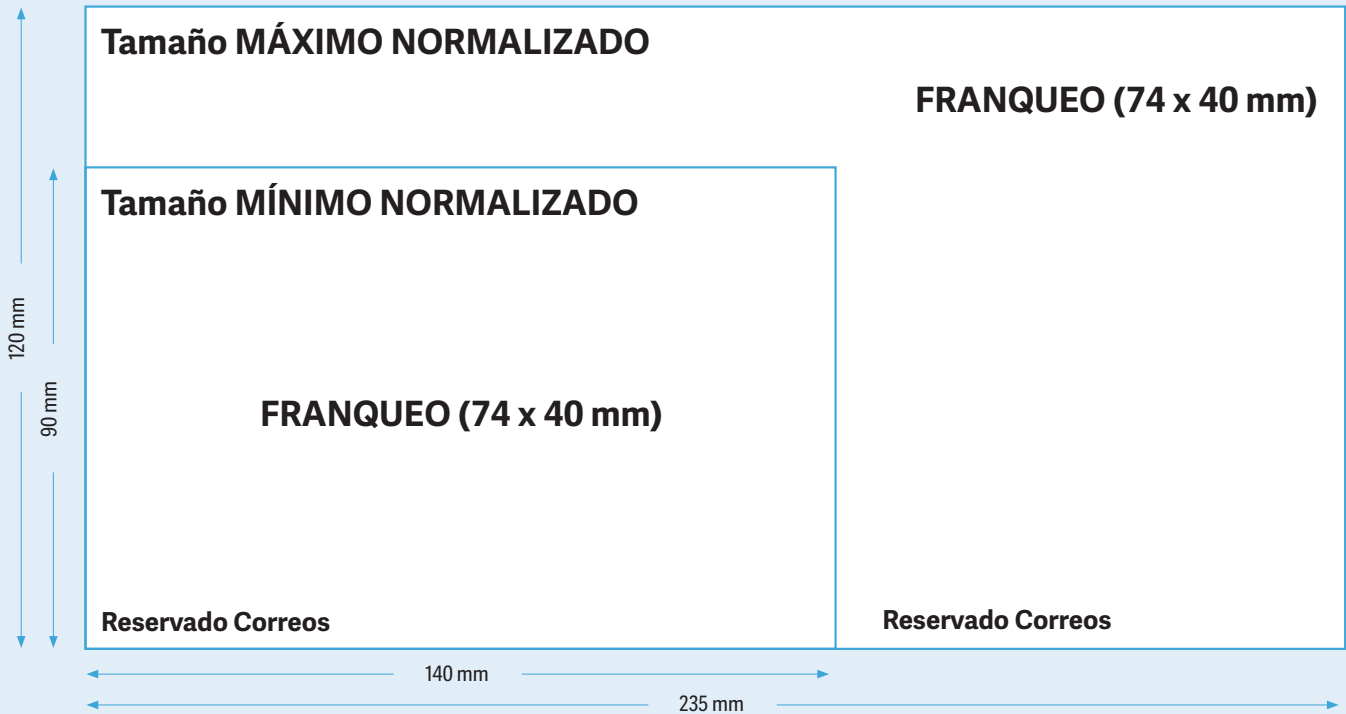 Tamaño MÁXIMO NORMALIZADO
FRANQUEO (74 x 40 mm)
Tamaño MÍNIMO NORMALIZADO
120 mm
90 mm
FRANQUEO (74 x 40 mm)
Reservado Correos
Reservado Correos
140 mm
235 mm